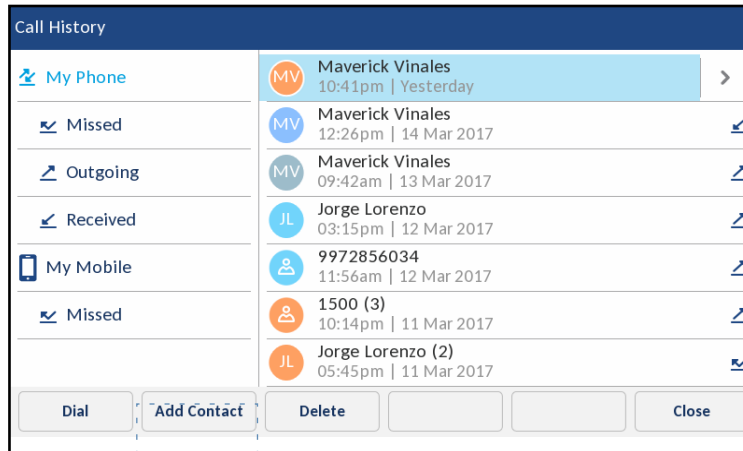 Call History
My Phone
Missed
Outgoing
Received
My Mobile
Missed
MV
Maverick Vinales
10:41pm | Yesterday
MV
Maverick Vinales
12:26pm | 14 Mar 2017
MV
Maverick Vinales
09:42am | 13 Mar 2017
JL
Jorge Lorenzo
03:15pm | 12 Mar 2017
9972856034
11:56am | 12 Mar 2017
1500 (3)
10:14pm | 11 Mar 2017
JL
Jorge Lorenzo (2)
05:45pm | 11 Mar 2017
Dial
Add Contact
Delete
Close